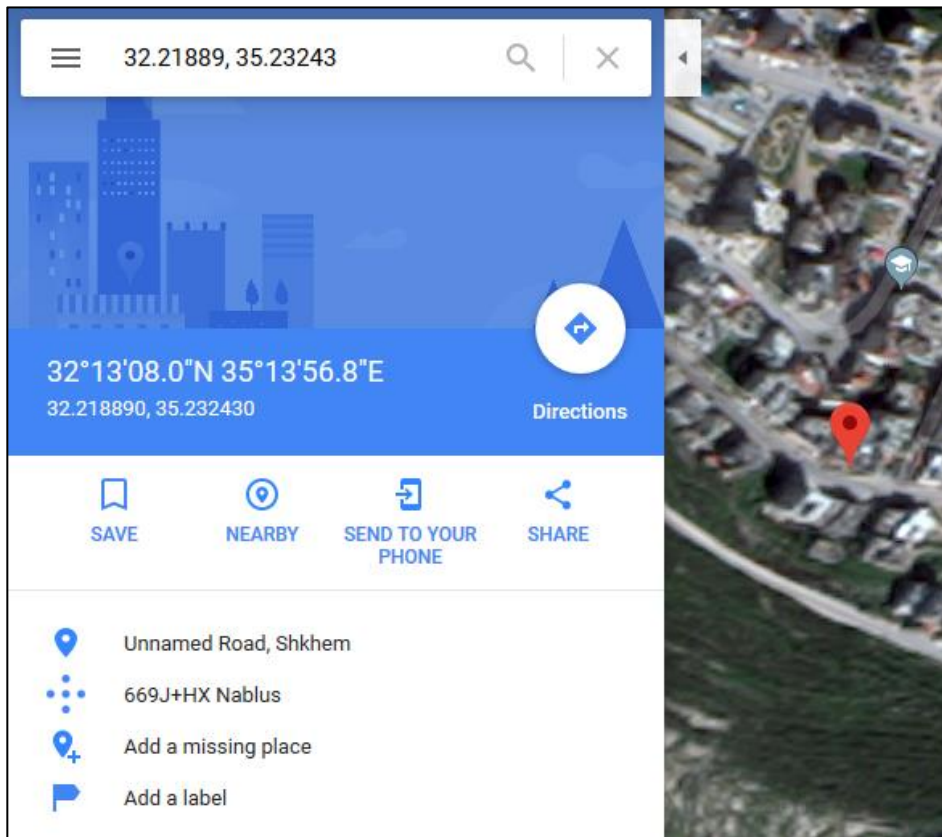 32.21889, 35.23243
32°13'08.0"N 35°13'56.8"E
32.218890, 35.232430
Directions
SAVE
NEARBY
SEND TO YOUR
PHONE
SHARE
Unnamed Road, Shkhem
669J+HX Nablus
Add a missing place
Add a label